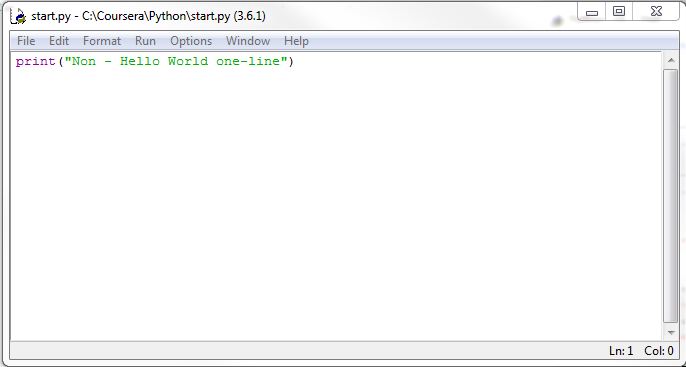 start.py - C:\Coursera\Python\start.py (3.6.1)
File Edit Format Run Options Window Help
print("Non - Hello World one-line")
Ln: 1 Col: 0